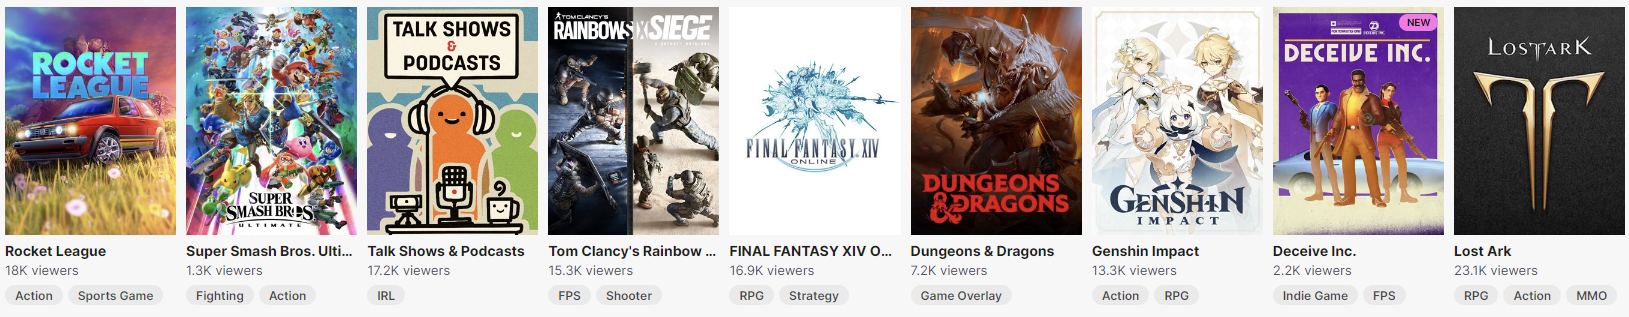 ROCKET
LEAGUE
Rocket League
18K viewers
Action
Sports Game
SUPER
SMASH BROS.
ULTIMATE
Super Smash Bros. Ulti...
1.3K viewers
Fighting
Action
TALK SHOWS
&
PODCASTS
Talk Shows & Podcasts
17.2K viewers
IRL
TOM CLANCY'S
RAINBOWSIX SIEGE
Tom Clancy's Rainbow ...
15.3K viewers
FPS
Shooter
FINAL FANTASY XIV
ONLINE
FINAL FANTASY XIV O...
16.9K viewers
RPG
Strategy
DUNGEONS
& DRAGONS
Dungeons & Dragons
7.2K viewers
Game Overlay
GENSHIN
IMPACT
Genshin Impact
13.3K viewers
Action
RPG
NEW
DECEIVE INC.
Deceive Inc.
2.2K viewers
Indie Game
FPS
LOST ARK
Lost Ark
23.1K viewers
RPG
Action
MMO